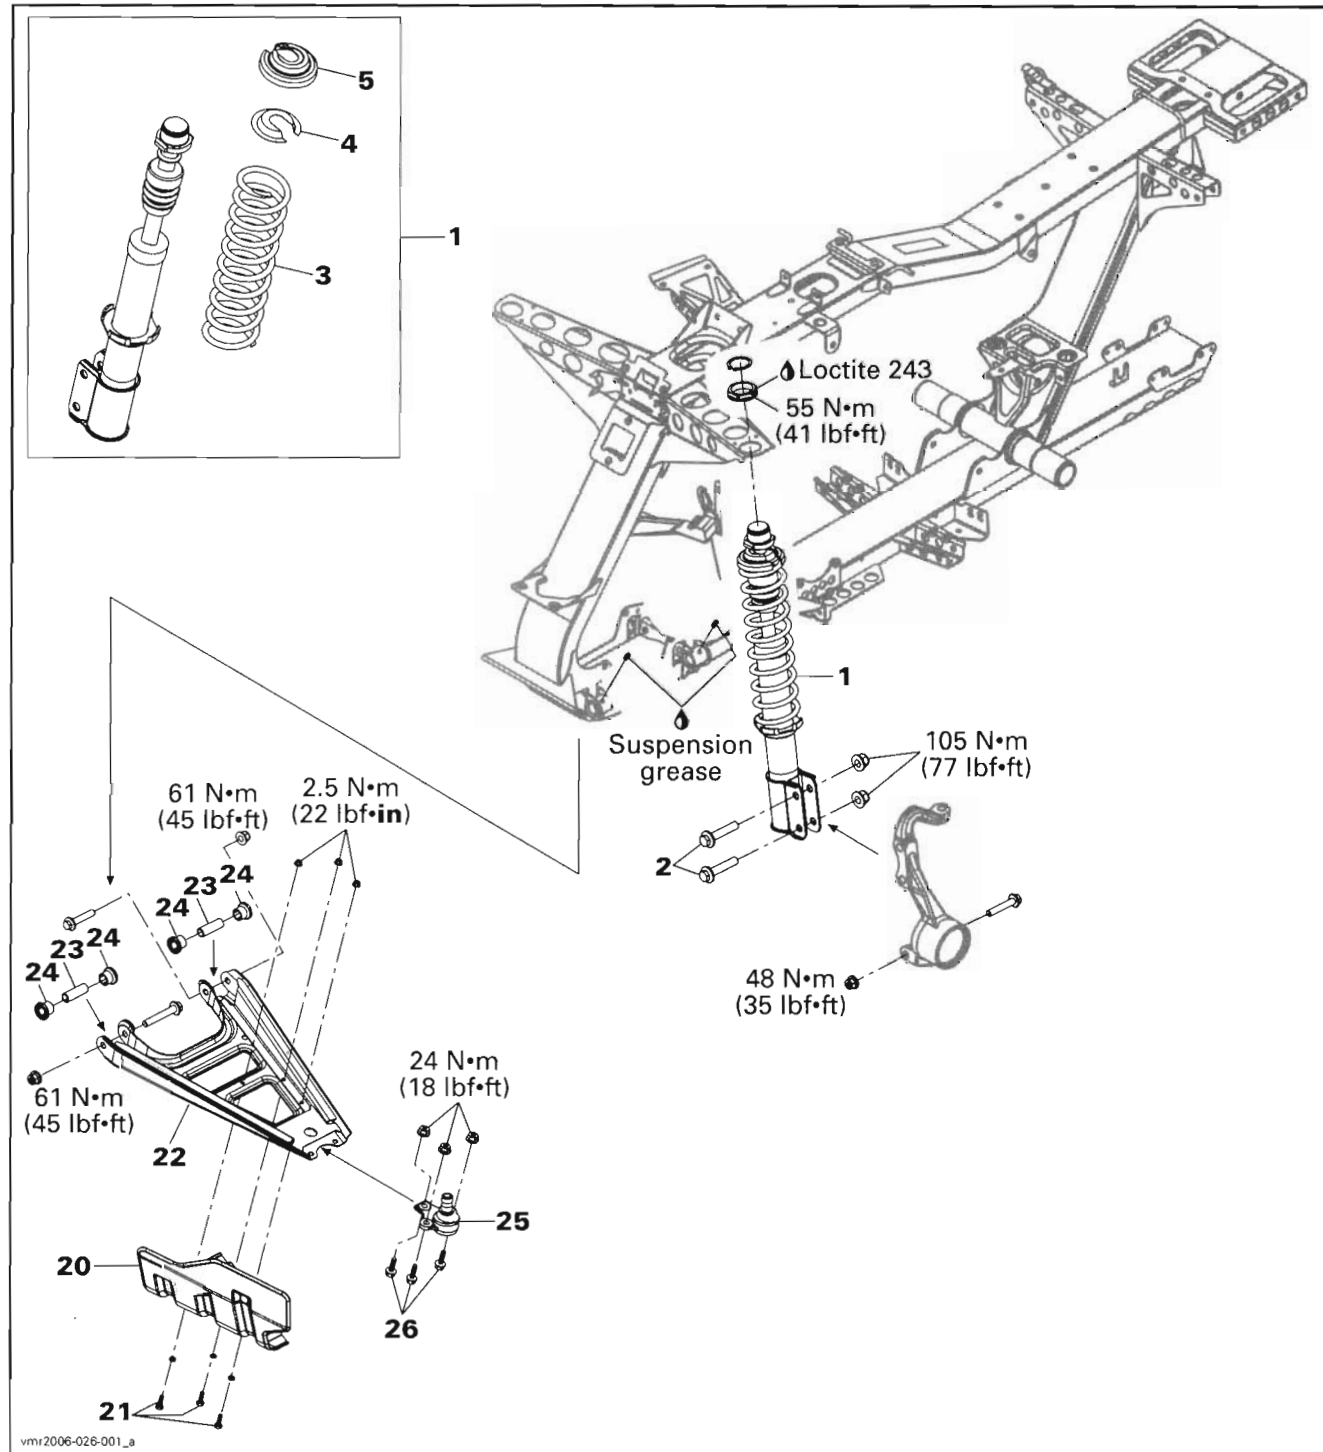 5
4
1
3
Loctite 243
55 N•m
(41 lbf•ft)
1
Suspension
grease
105 N•m
(77 lbf•ft)
2
61 N•m
(45 lbf•ft)
2.5 N•m
(22 lbf•in)
24
23
24
24
23
24
48 N•m
(35 lbf•ft)
24 N•m
(18 lbf•ft)
61 N•m
(45 lbf•ft)
22
25
20
26
21
vmr2006-026-001_a